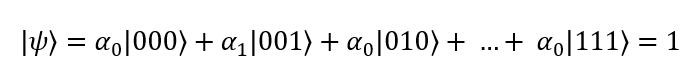 |ψ⟩ = α₀|000⟩ + α₁|001⟩ + α₀|010⟩ + … + α₀|111⟩ = 1